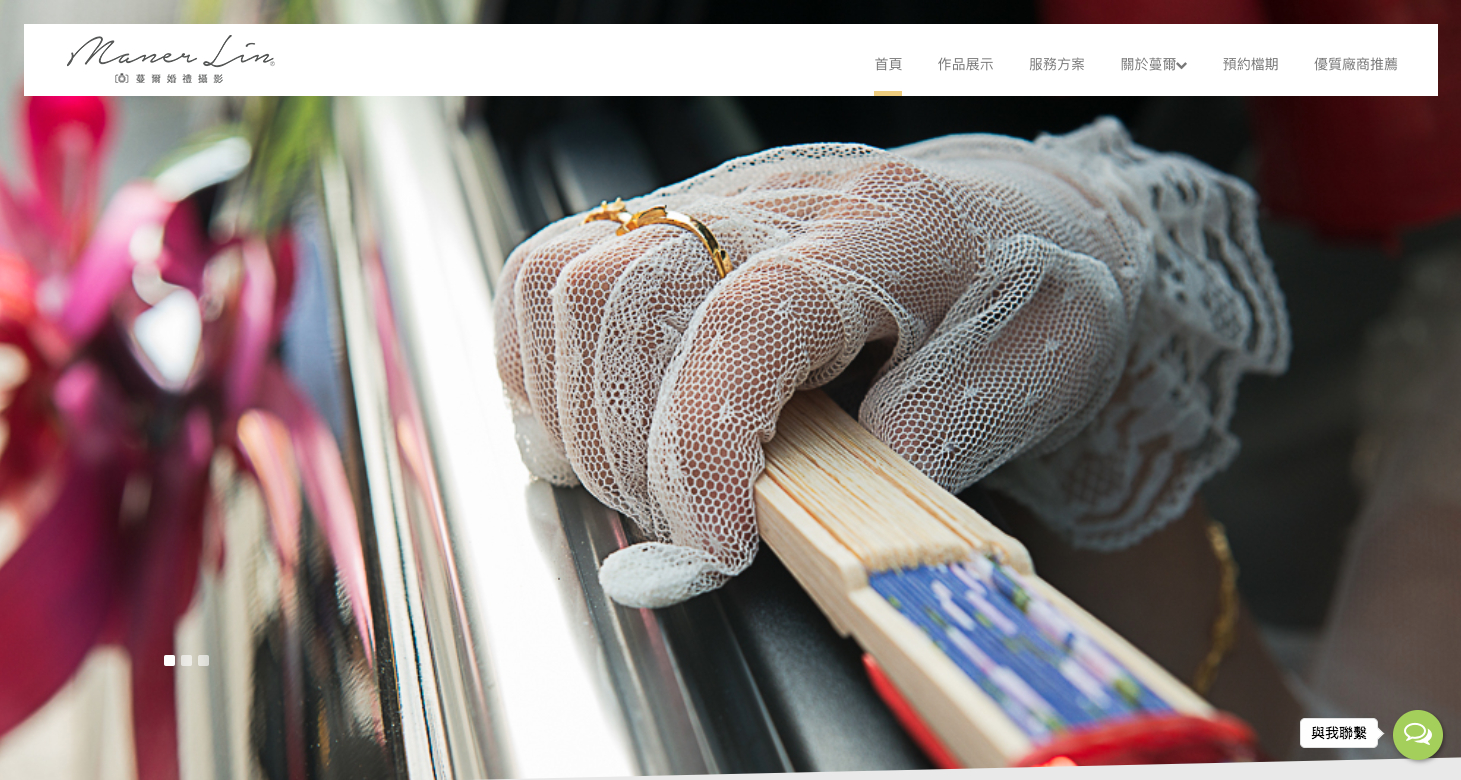 Maner Lin®
蔓爾婚禮攝影
首頁
作品展示
服務方案
關於蔓爾
預約檔期
優質廠商推薦
與我聯繫